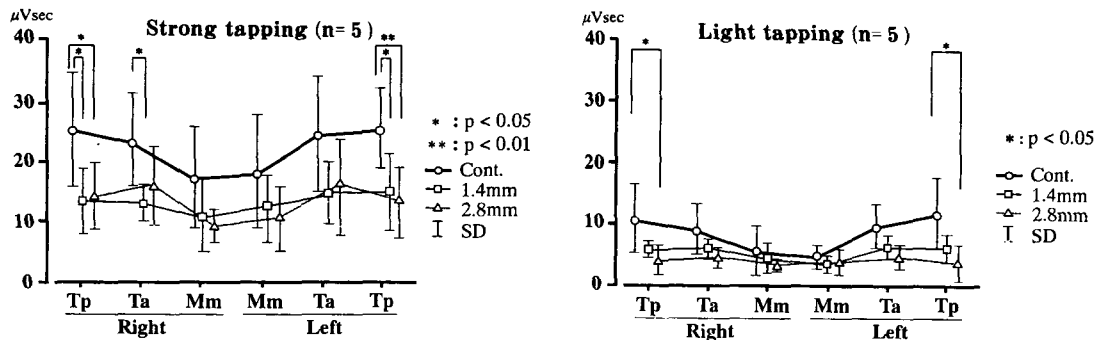 μVsec
Strong tapping (n= 5)
40
30
20
10
0
*
*
*
**
*
* : p < 0.05
** : p < 0.01
Cont.
1.4mm
2.8mm
SD
Tp Ta Mm Mm Ta Tp
Right Left
μVsec
Light tapping (n= 5)
40
30
20
10
0
*
*
* : p < 0.05
Cont.
1.4mm
2.8mm
SD
Tp Ta Mm Mm Ta Tp
Right Left